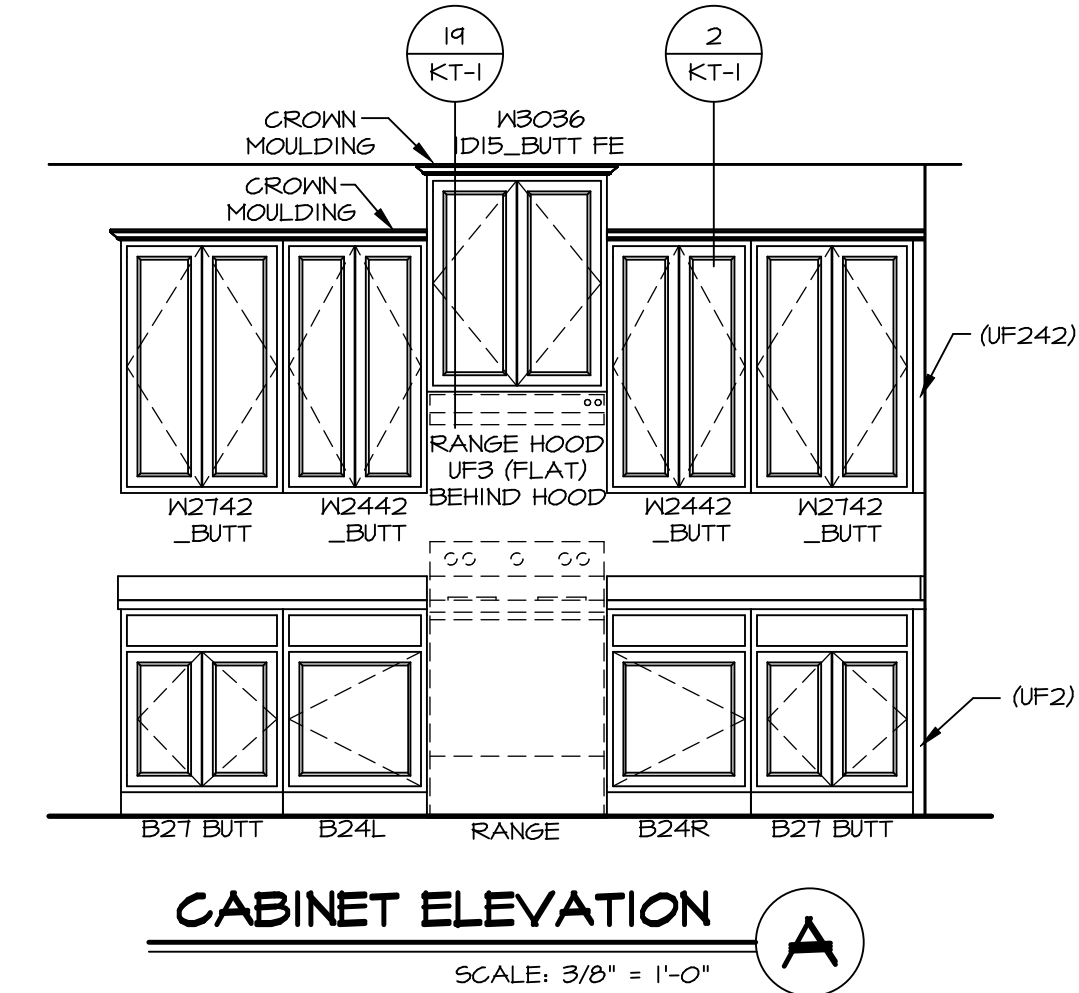 19
KT-1
2
KT-1
CROWN
MOULDING
W3036
1D15_BUTT FE
CROWN
MOULDING
(UF242)
RANGE HOOD
UF3 (FLAT)
BEHIND HOOD
W2742
_BUTT
W2442
_BUTT
W2442
_BUTT
W2742
_BUTT
(UF2)
B27 BUTT
B24L
RANGE
B24R
B27 BUTT
CABINET ELEVATION
A
SCALE: 3/8" = 1'-0"